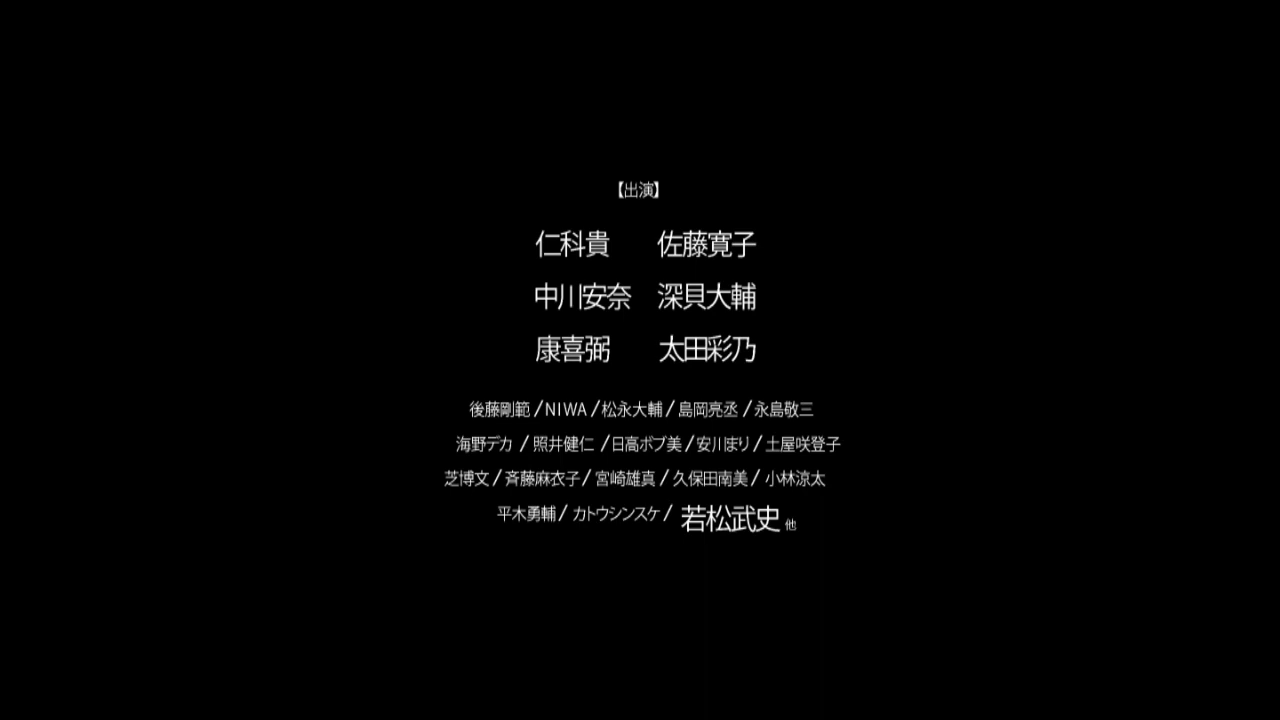 【出演】
仁科貴 佐藤寛子
中川安奈 深貝大輔
康喜弼 太田彩乃
後藤剛範/NIWA/松永大輔/島岡亮丞/永島敬三
海野デカ/照井健仁/日高ボブ美/安川まり/土屋咲登子
芝博文/斉藤麻衣子/宮崎雄真/久保田南美/小林涼太
平木勇輔/カトウシンスケ/若松武史 他